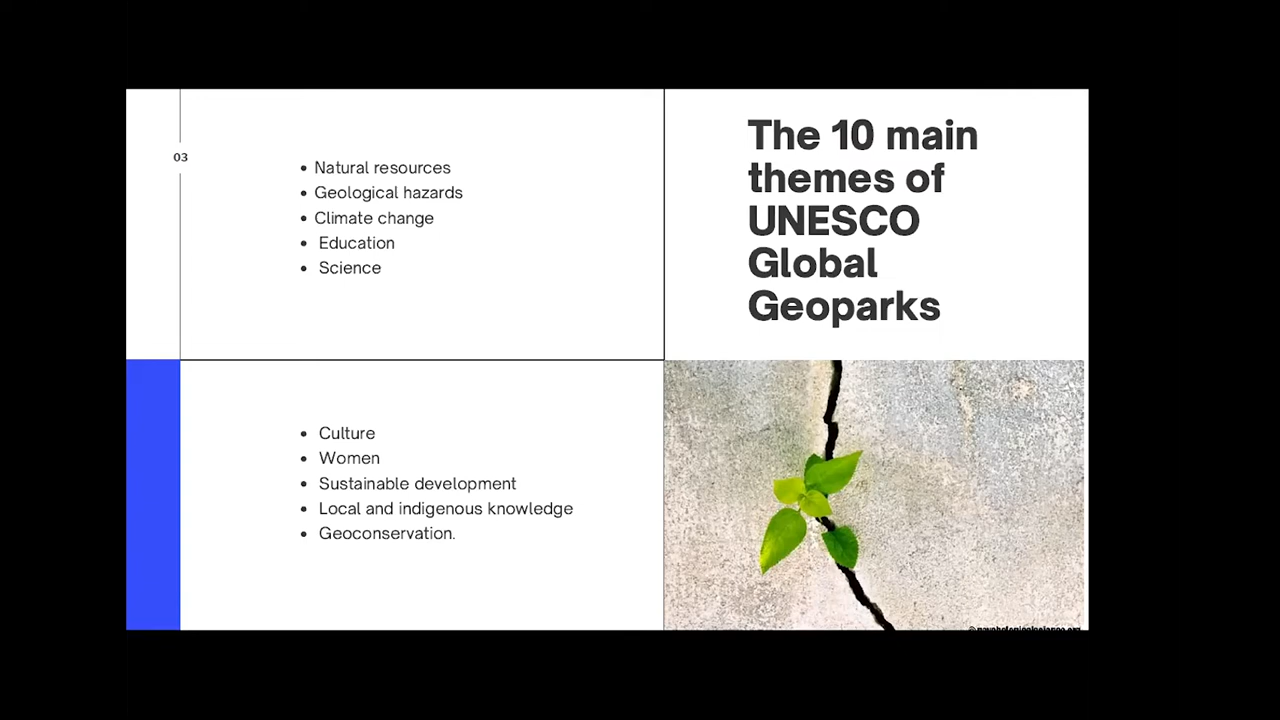 03
• Natural resources
• Geological hazards
• Climate change
• Education
• Science
The 10 main
themes of
UNESCO
Global
Geoparks
• Culture
• Women
• Sustainable development
• Local and indigenous knowledge
• Geoconservation.